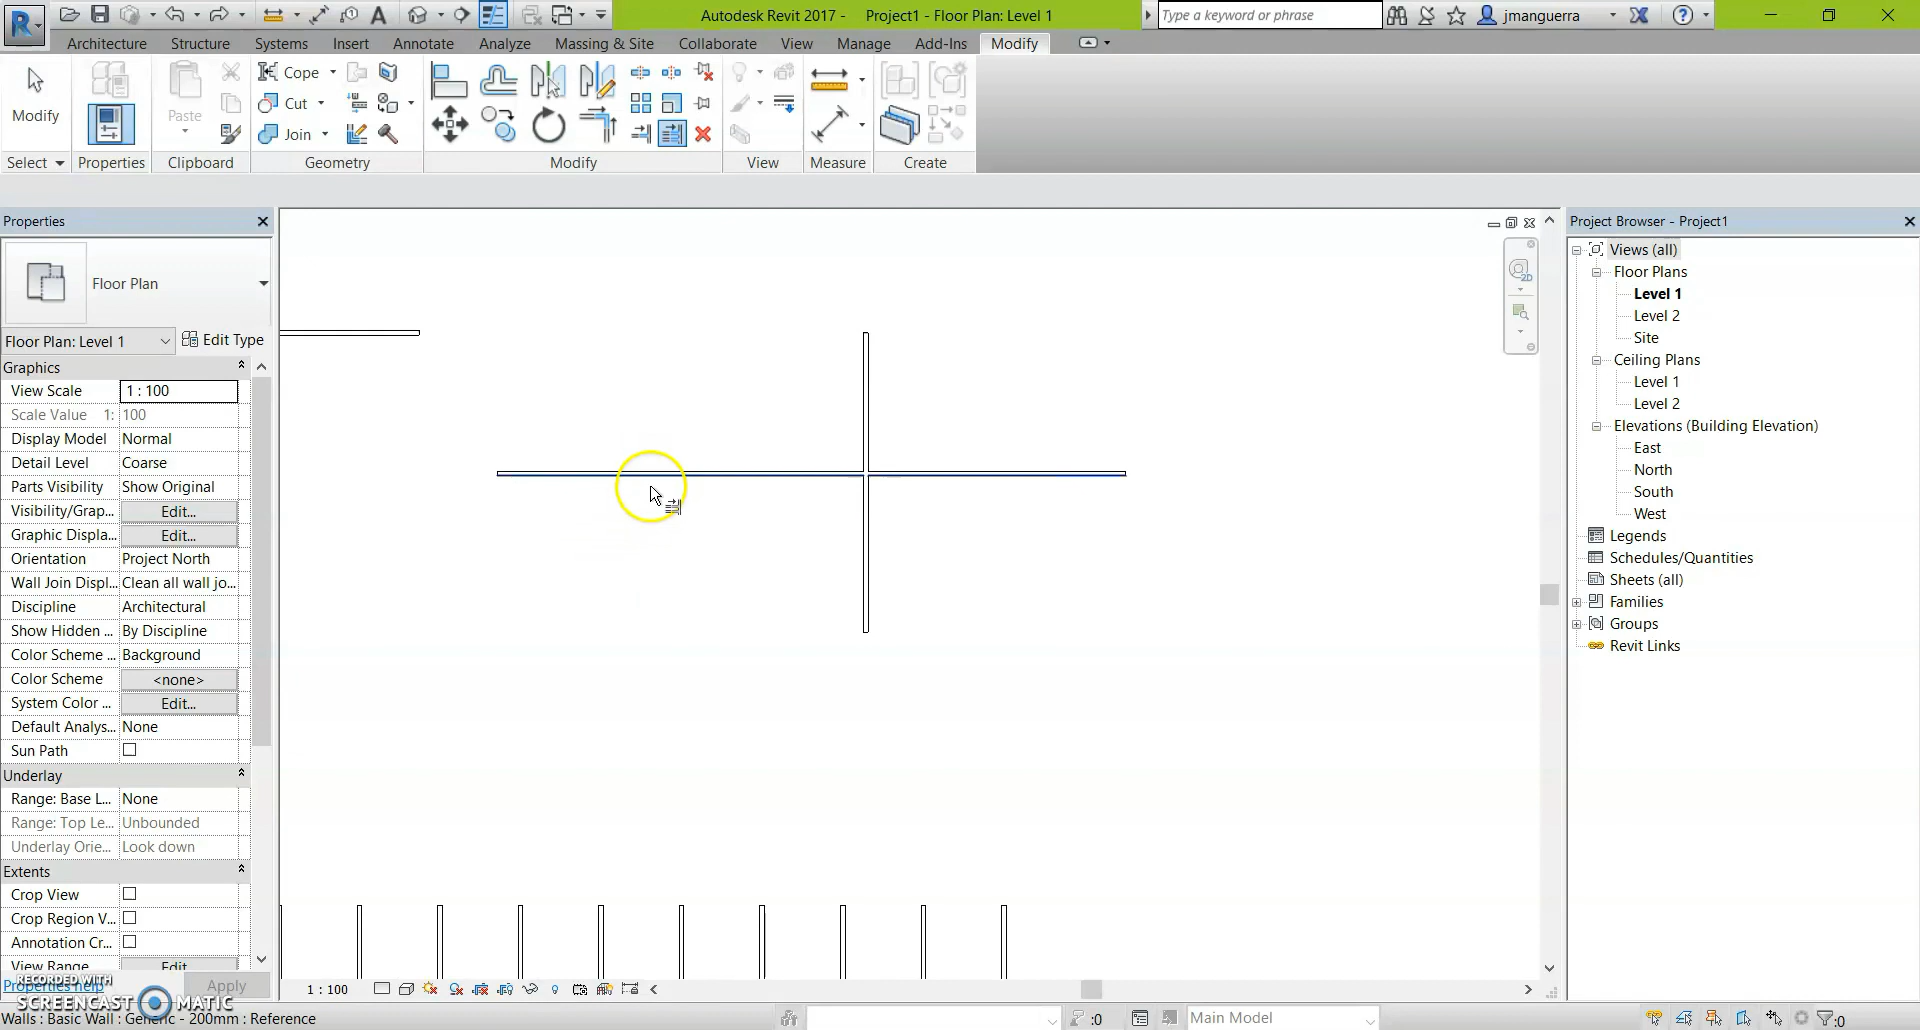 Autodesk Revit 2017 - Project1 - Floor Plan: Level 1
Type a keyword or phrase
jmanguerra
Architecture Structure Systems Insert Annotate Analyze Massing & Site Collaborate View Manage Add-Ins Modify
Modify
Paste
Cope
Cut
Join
Select Properties Clipboard Geometry Modify View Measure Create
Properties
Floor Plan
Floor Plan: Level 1 Edit Type
Graphics
View Scale 1 : 100
Scale Value 1: 100
Display Model Normal
Detail Level Coarse
Parts Visibility Show Original
Visibility/Grap... Edit...
Graphic Displa... Edit...
Orientation Project North
Wall Join Displ... Clean all wall jo...
Discipline Architectural
Show Hidden ... By Discipline
Color Scheme ... Background
Color Scheme <none>
System Color ... Edit...
Default Analys... None
Sun Path
Underlay
Range: Base L... None
Range: Top Le... Unbounded
Underlay Orie... Look down
Extents
Crop View
Crop Region V...
Annotation Cr...
View Range Edit...
Properties help Apply
RECORDED WITH
SCREENCAST MATIC
Walls : Basic Wall : Generic - 200mm : Reference
1 : 100
:0
Main Model
:0
2D
Project Browser - Project1
Views (all)
Floor Plans
Level 1
Level 2
Site
Ceiling Plans
Level 1
Level 2
Elevations (Building Elevation)
East
North
South
West
Legends
Schedules/Quantities
Sheets (all)
Families
Groups
Revit Links